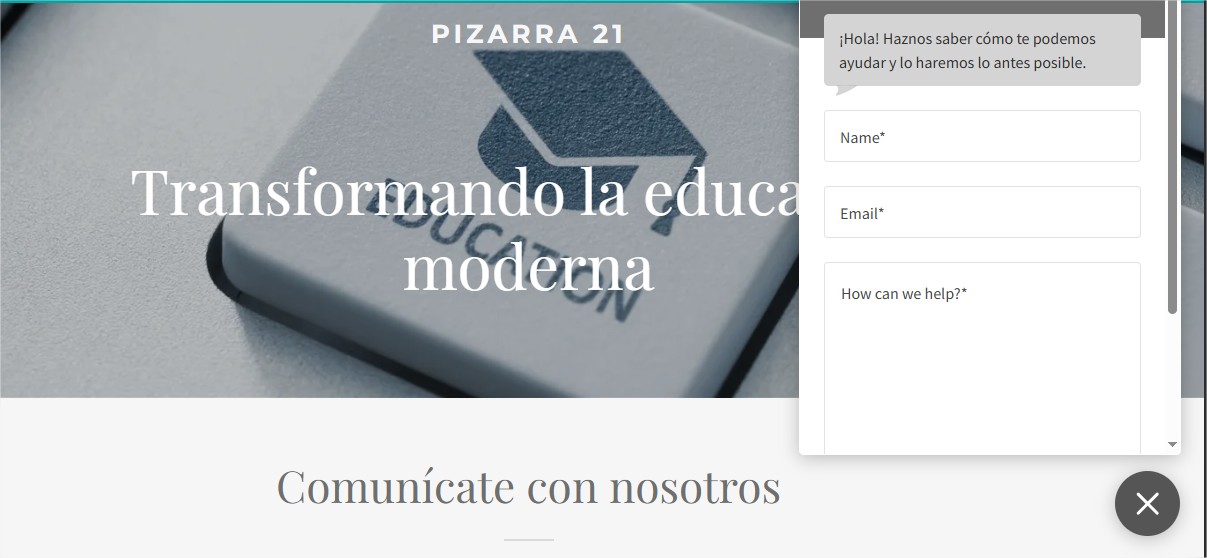 PIZARRA 21
Transformando la educa
moderna
EDUCATION
¡Hola! Haznos saber cómo te podemos
ayudar y lo haremos lo antes posible.
Name*
Email*
How can we help?*
Comunícate con nosotros